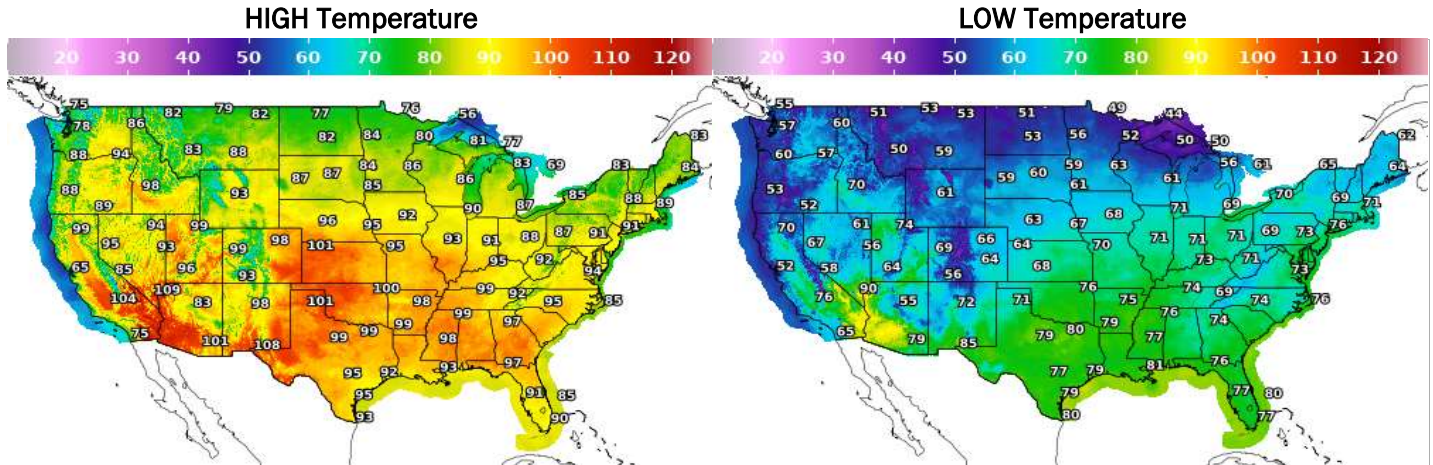 HIGH Temperature LOW Temperature
20 30 40 50 60 70 80 90 100 110 120 20 30 40 50 60 70 80 90 100 110 120
75 82 79 82 77 76 56 55 51 53 53 51 49 44
78 86 82 84 80 81 77 83 57 60 53 56 52 50 50 62
88 94 83 88 84 86 83 69 83 84 60 57 50 59 59 63 56 61 65 64
88 98 93 87 87 85 86 85 88 89 53 70 61 59 60 61 61 70 69 71
89 92 90 87 52 68 71 69
99 95 94 99 96 95 93 91 88 87 91 91 70 67 61 74 63 67 71 71 71 69 73 76
93 99 98 101 95 95 92 56 69 66 64 70 73 71
65 85 96 93 94 52 58 64 56 64 68 73
104 109 83 98 101 100 98 99 92 95 85 76 90 55 72 71 76 75 74 69 74 76
75 101 108 99 99 99 99 98 97 65 79 85 79 80 79 76 77 74
95 92 93 97 77 79 81 76
95 91 85 79 77 80
93 90 80 77